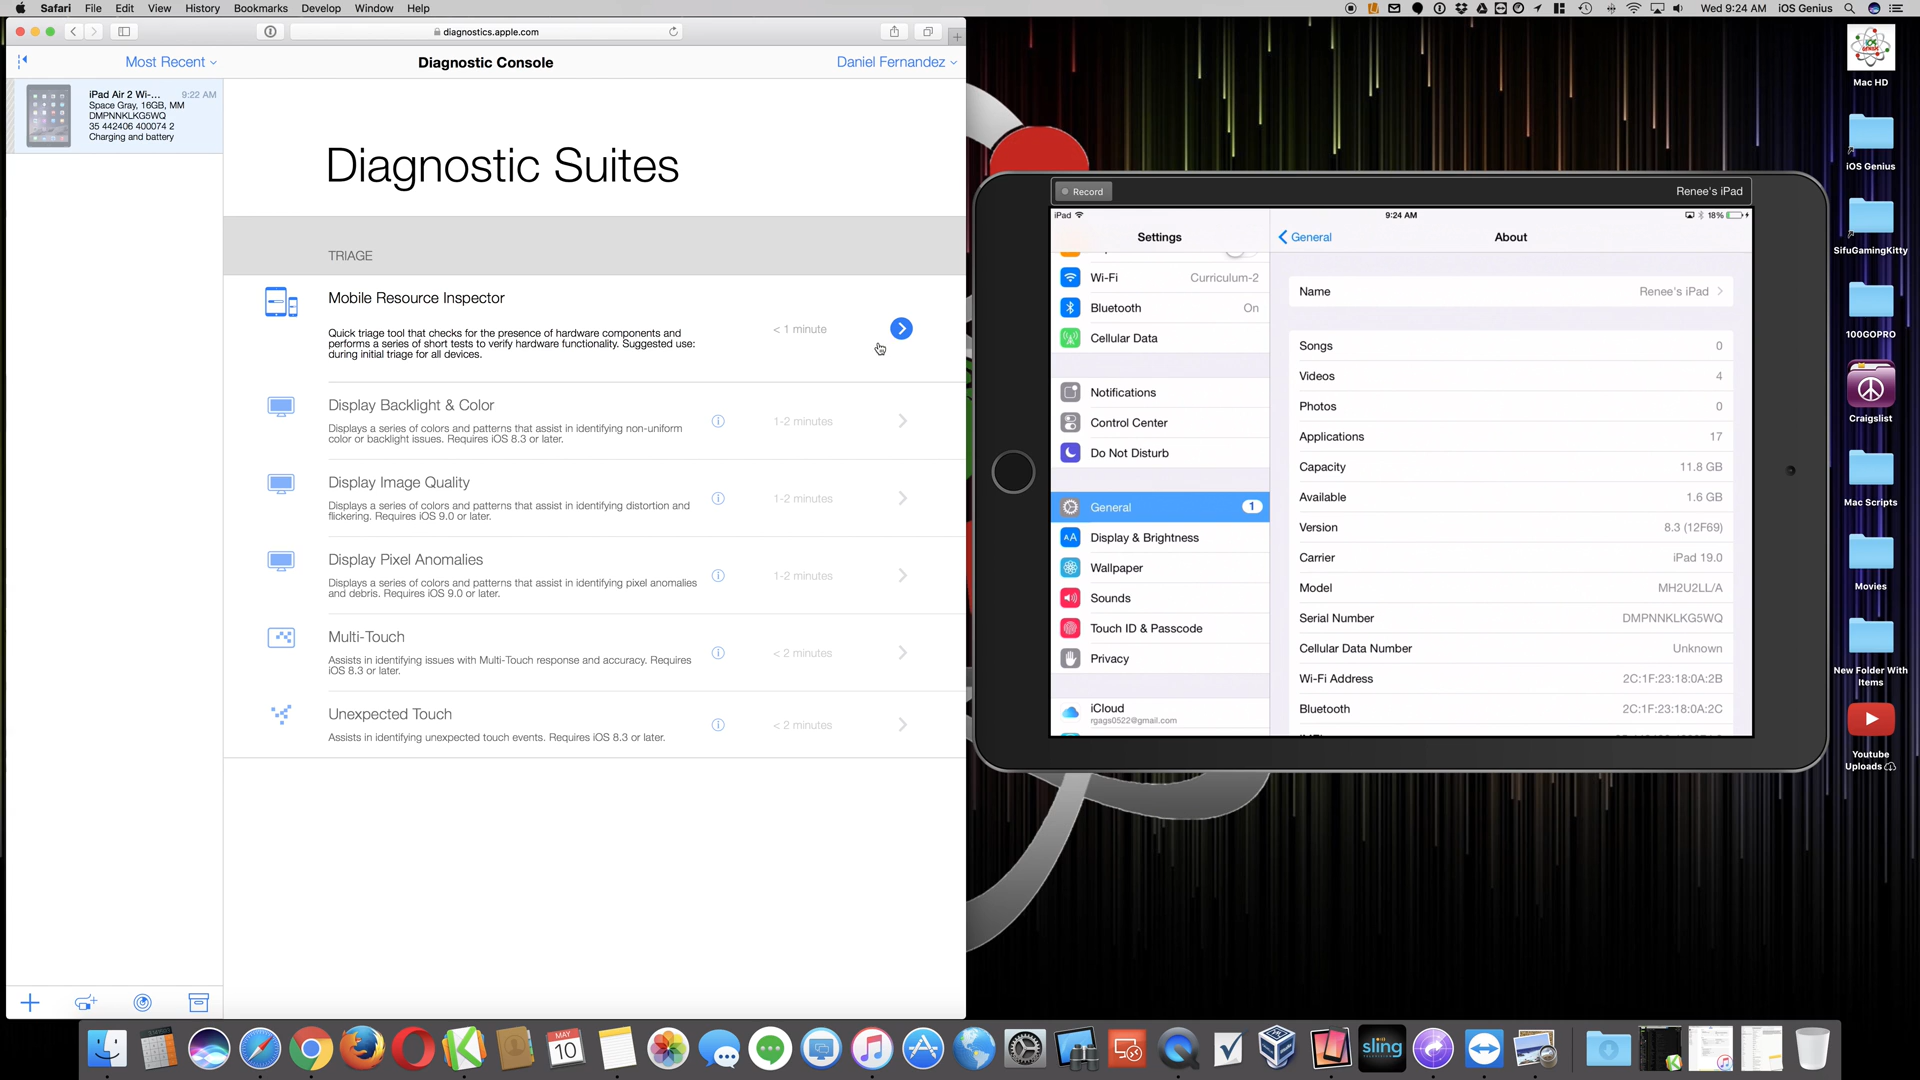 Safari File Edit View History Bookmarks Develop Window Help
Wed 9:24 AM iOS Genius
diagnostics.apple.com
Most Recent
Diagnostic Console
Daniel Fernandez
iPad Air 2 Wi-... 9:22 AM
Space Gray, 16GB, MM
DMPNNKLKG5WQ
35 442406 400074 2
Charging and battery
Diagnostic Suites
TRIAGE
Mobile Resource Inspector
Quick triage tool that checks for the presence of hardware components and
performs a series of short tests to verify hardware functionality. Suggested use:
during initial triage for all devices.
< 1 minute
Display Backlight & Color
Displays a series of colors and patterns that assist in identifying non-uniform
color or backlight issues. Requires iOS 8.3 or later.
1-2 minutes
Display Image Quality
Displays a series of colors and patterns that assist in identifying distortion and
flickering. Requires iOS 9.0 or later.
1-2 minutes
Display Pixel Anomalies
Displays a series of colors and patterns that assist in identifying pixel anomalies
and debris. Requires iOS 9.0 or later.
1-2 minutes
Multi-Touch
Assists in identifying issues with Multi-Touch response and accuracy. Requires
iOS 8.3 or later.
< 2 minutes
Unexpected Touch
Assists in identifying unexpected touch events. Requires iOS 8.3 or later.
< 2 minutes
Record
Renee's iPad
iPad
9:24 AM
18%
Settings
Wi-Fi Curriculum-2
Bluetooth On
Cellular Data
Notifications
Control Center
Do Not Disturb
General 1
Display & Brightness
Wallpaper
Sounds
Touch ID & Passcode
Privacy
iCloud
rgags0522@gmail.com
General
About
Name Renee's iPad
Songs 0
Videos 4
Photos 0
Applications 17
Capacity 11.8 GB
Available 1.6 GB
Version 8.3 (12F69)
Carrier iPad 19.0
Model MH2U2LL/A
Serial Number DMPNNKLKG5WQ
Cellular Data Number Unknown
Wi-Fi Address 2C:1F:23:18:0A:2B
Bluetooth 2C:1F:23:18:0A:2C
Mac HD
iOS Genius
SifuGamingKitty
100GOPRO
Craigslist
Mac Scripts
Movies
New Folder With
Items
Youtube
Uploads
MAY
10
sling